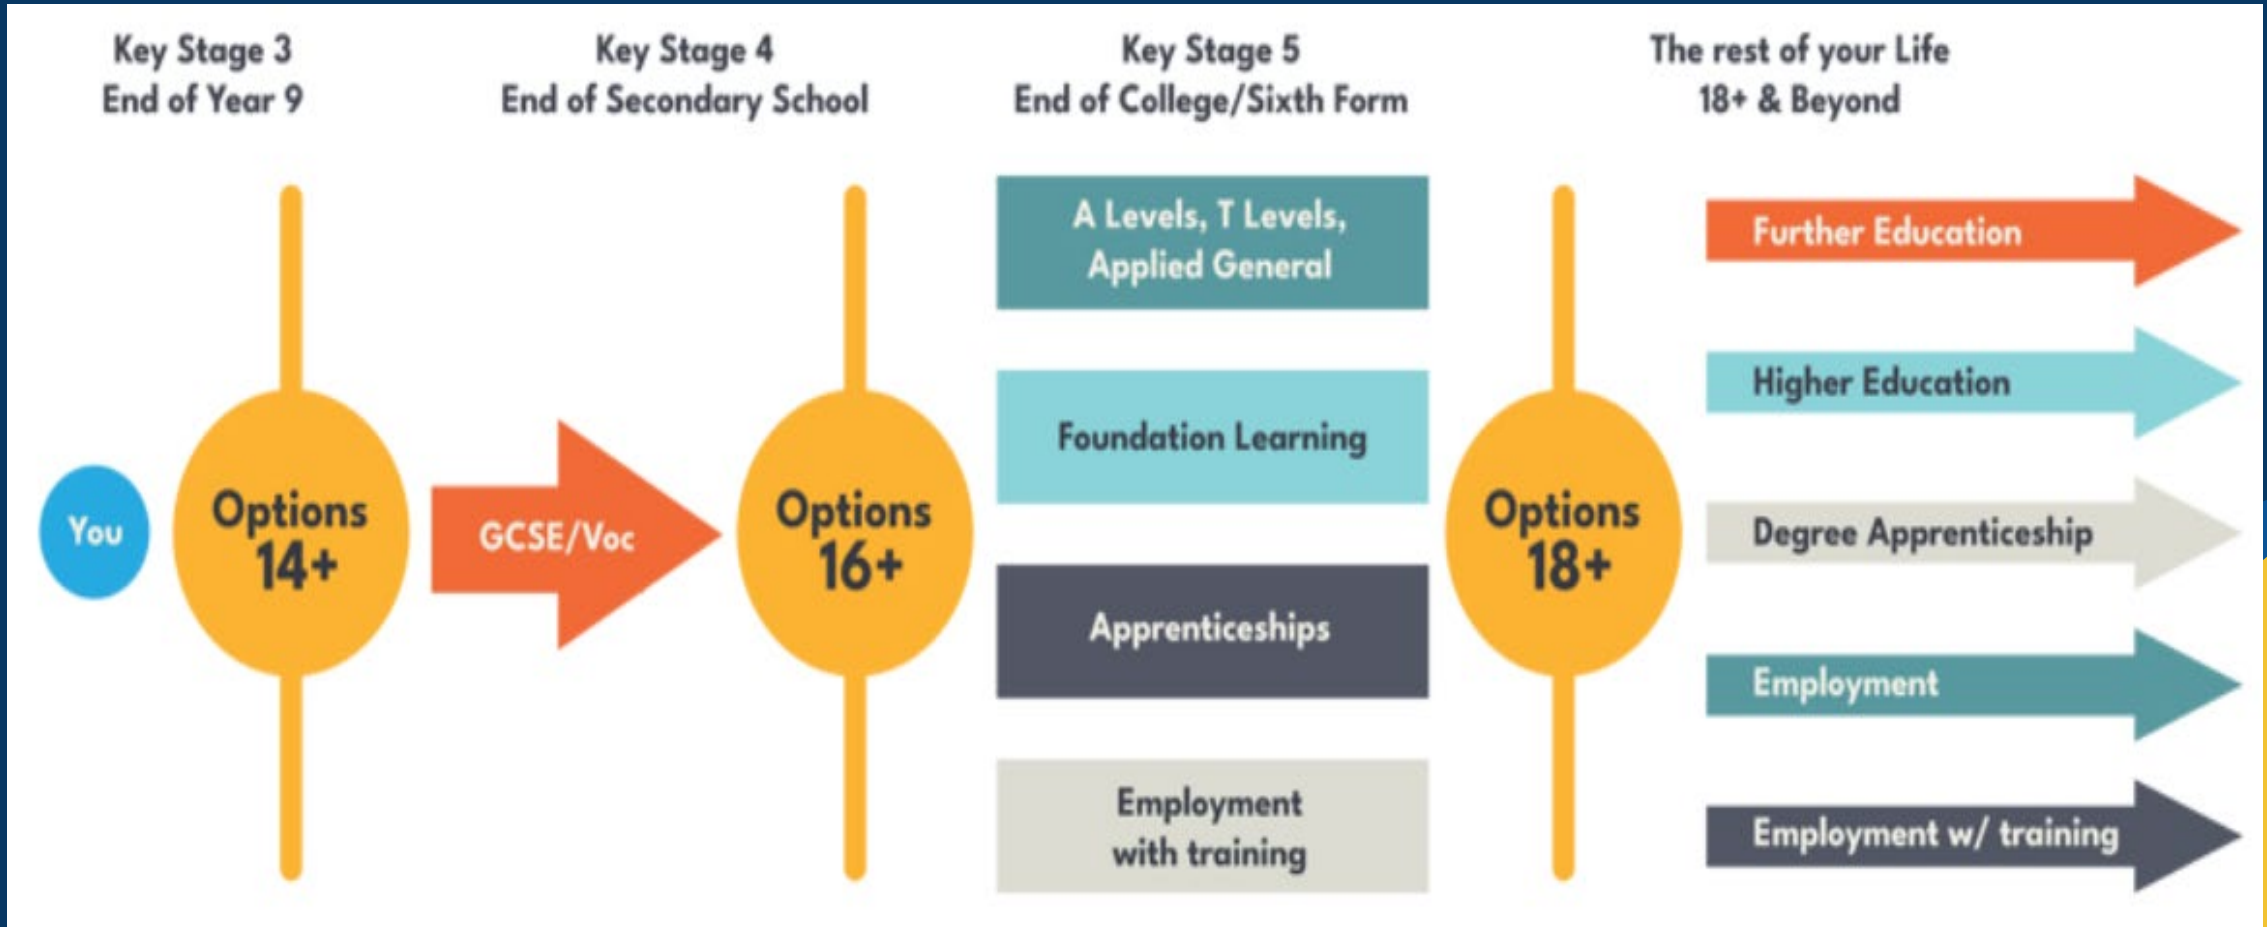 Key Stage 3
End of Year 9
Key Stage 4
End of Secondary School
Key Stage 5
End of College/Sixth Form
The rest of your Life
18+ & Beyond
You
Options
14+
GCSE/Voc
Options
16+
A Levels, T Levels,
Applied General
Foundation Learning
Apprenticeships
Employment
with training
Options
18+
Further Education
Higher Education
Degree Apprenticeship
Employment
Employment w/ training